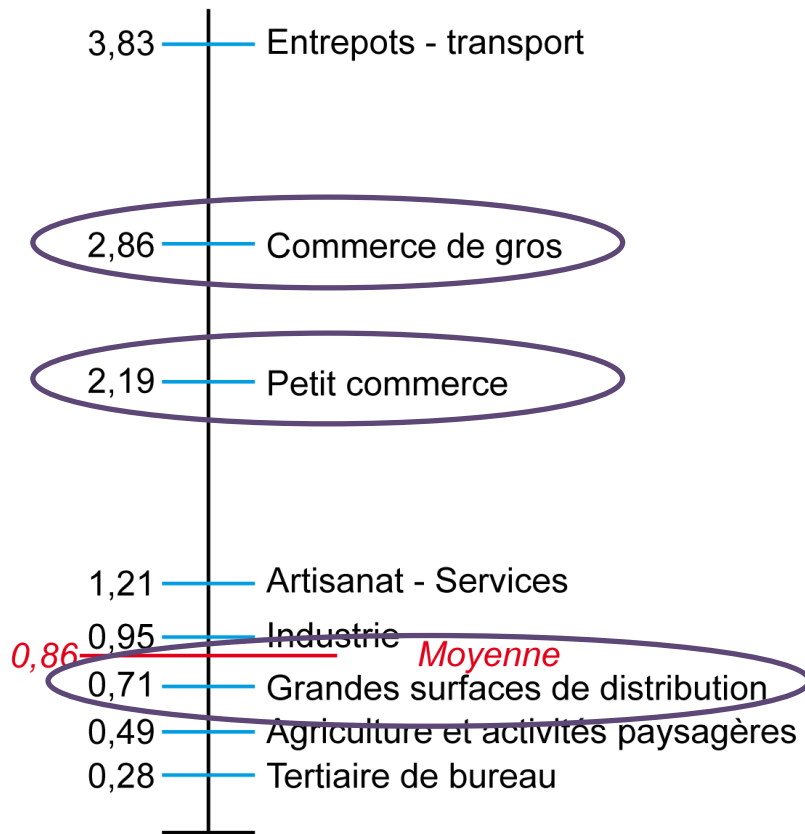 3,83 Entrepots - transport
2,86 Commerce de gros
2,19 Petit commerce
1,21 Artisanat - Services
0,95 Industrie
0,86 Moyenne
0,71 Grandes surfaces de distribution
0,49 Agriculture et activités paysagères
0,28 Tertiaire de bureau